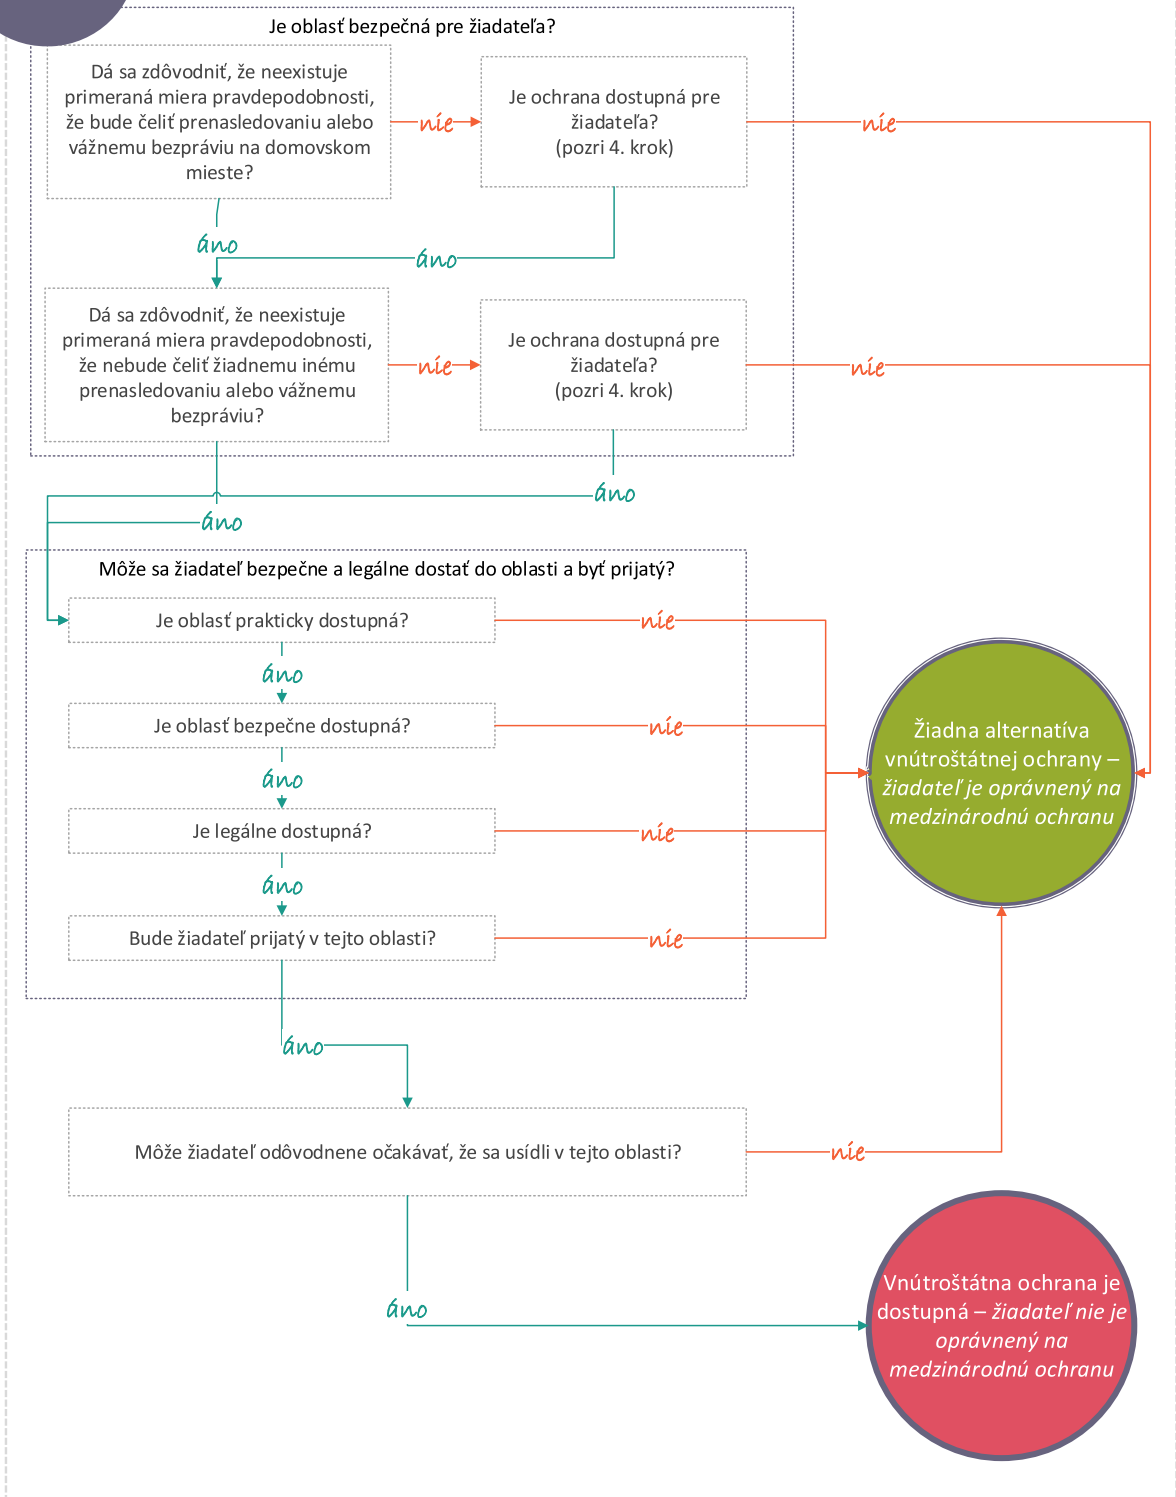 Je oblasť bezpečná pre žiadateľa?
Dá sa zdôvodniť, že neexistuje
primeraná miera pravdepodobnosti,
že bude čeliť prenasledovaniu alebo
vážnemu bezpráviu na domovskom
mieste?
nie
Je ochrana dostupná pre
žiadateľa?
(pozri 4. krok)
nie
áno
áno
Dá sa zdôvodniť, že neexistuje
primeraná miera pravdepodobnosti,
že nebude čeliť žiadnemu inému
prenasledovaniu alebo vážnemu
bezpráviu?
nie
Je ochrana dostupná pre
žiadateľa?
(pozri 4. krok)
nie
áno
áno
Môže sa žiadateľ bezpečne a legálne dostať do oblasti a byť prijatý?
Je oblasť prakticky dostupná?
nie
áno
Je oblasť bezpečne dostupná?
nie
áno
Je legálne dostupná?
nie
áno
Bude žiadateľ prijatý v tejto oblasti?
nie
Žiadna alternatíva
vnútroštátnej ochrany –
žiadateľ je oprávnený na
medzinárodnú ochranu
áno
Môže žiadateľ odôvodnene očakávať, že sa usídli v tejto oblasti?
nie
áno
Vnútroštátna ochrana je
dostupná – žiadateľ nie je
oprávnený na
medzinárodnú ochranu